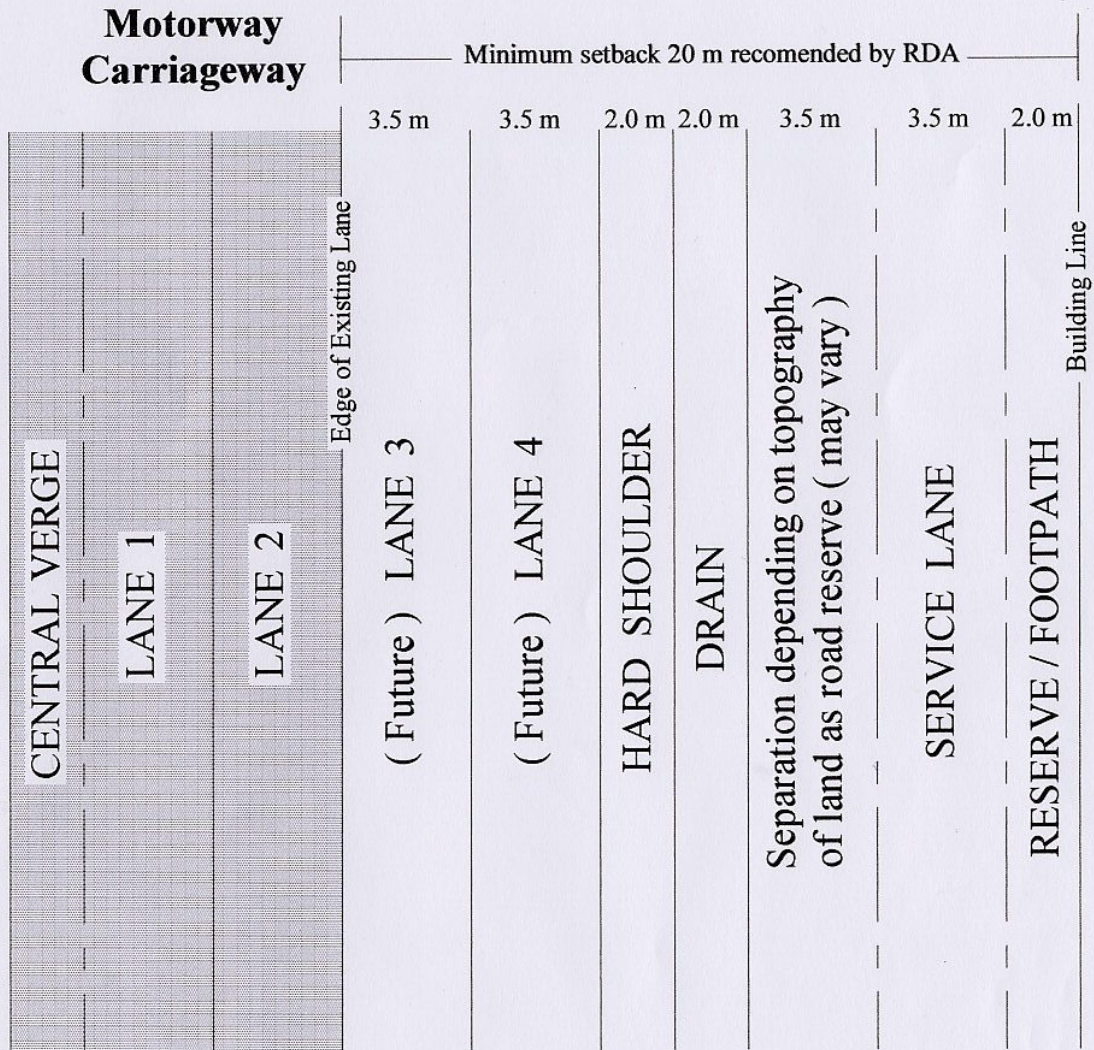 Motorway
Carriageway
Minimum setback 20 m recomended by RDA
3.5 m
3.5 m
2.0 m
2.0 m
3.5 m
3.5 m
2.0 m
CENTRAL VERGE
LANE 1
LANE 2
Edge of Existing Lane
( Future ) LANE 3
( Future ) LANE 4
HARD SHOULDER
DRAIN
Separation depending on topography
of land as road reserve ( may vary )
SERVICE LANE
RESERVE / FOOTPATH
Building Line